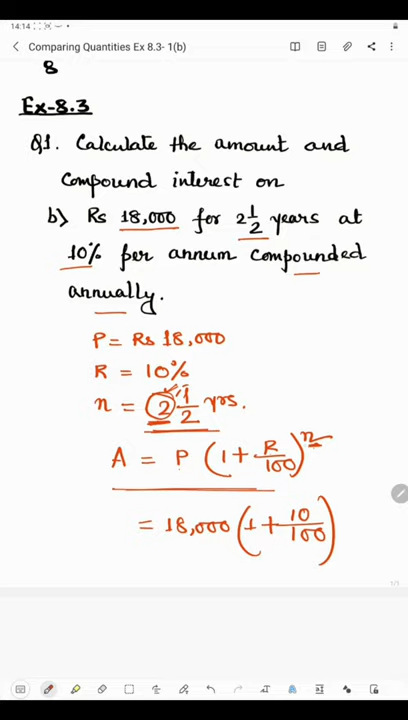 14:14
Comparing Quantities Ex 8.3- 1(b)
8
Ex-8.3
Q1. Calculate the amount and
Compound interest on
b) Rs 18,000 for 2 1/2 years at
10% per annum compounded
annually.
P = Rs 18,000
R = 10%
n = 2 1/2 yrs.
A = P (1 + R/100)^n
= 18,000 (1 + 10/100)
1/1